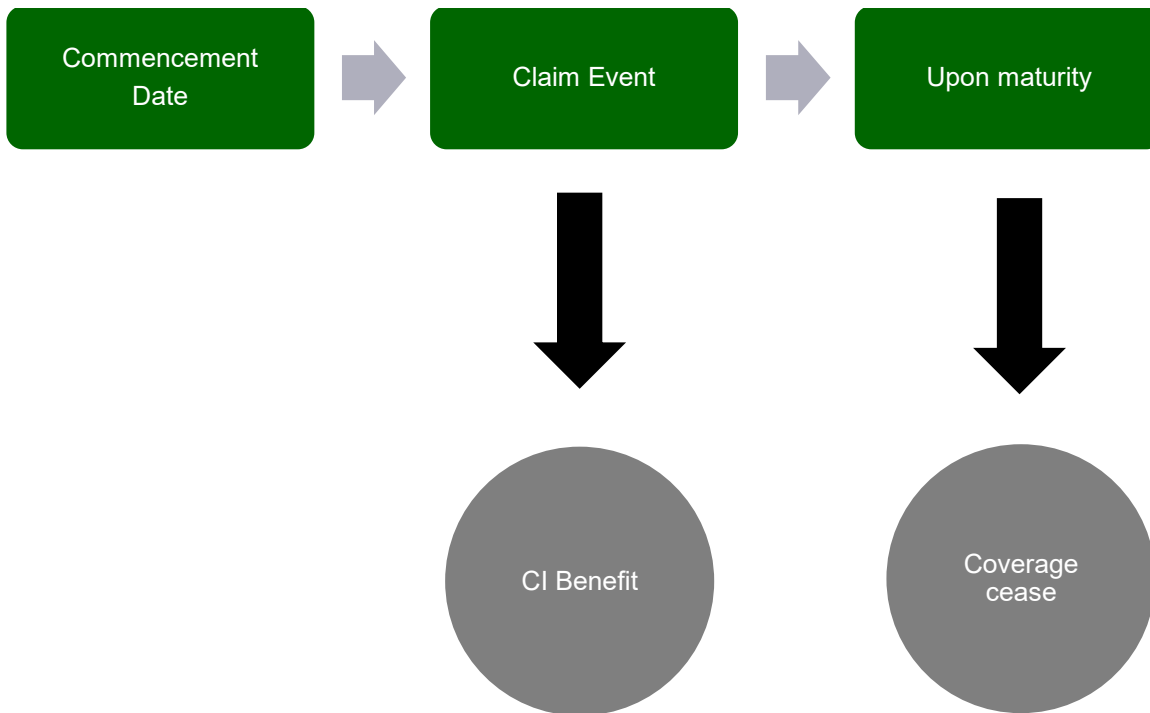 Commencement
Date
Claim Event
Upon maturity
CI Benefit
Coverage
cease